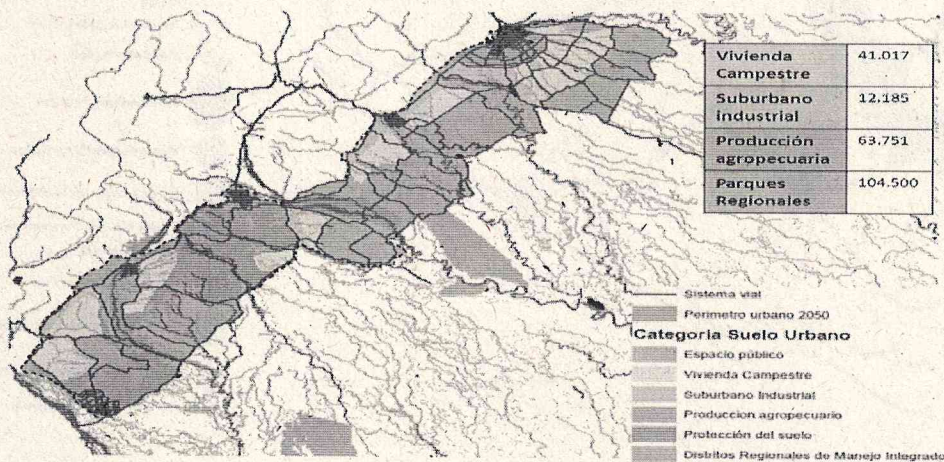 Vivienda
Campestre
41.017
Suburbano
industrial
12.185
Producción
agropecuaria
63.751
Parques
Regionales
104.500
Sistema vial
Perimetro urbano 2050
Categoria Suelo Urbano
Espacio público
Vivienda Campestre
Suburbano Industrial
Produccion agropecuario
Protección del suelo
Distritos Regionales de Manejo Integrado